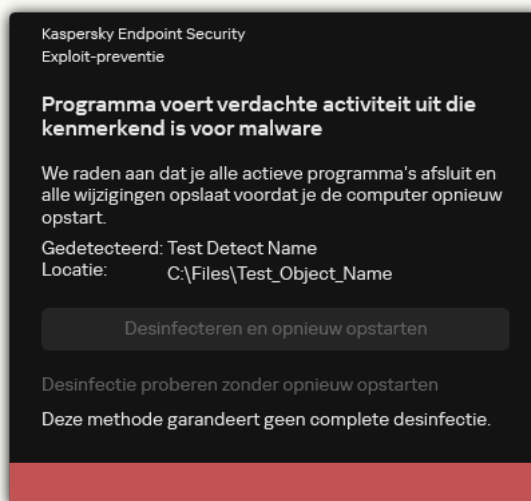 Kaspersky Endpoint Security
Exploit-preventie
Programma voert verdachte activiteit uit die
kenmerkend is voor malware
We raden aan dat je alle actieve programma's afsluit en
alle wijzigingen opslaat voordat je de computer opnieuw
opstart.
Gedetecteerd: Test Detect Name
Locatie: C:\Files\Test_Object_Name
Desinfecteren en opnieuw opstarten
Desinfectie proberen zonder opnieuw opstarten
Deze methode garandeert geen complete desinfectie.